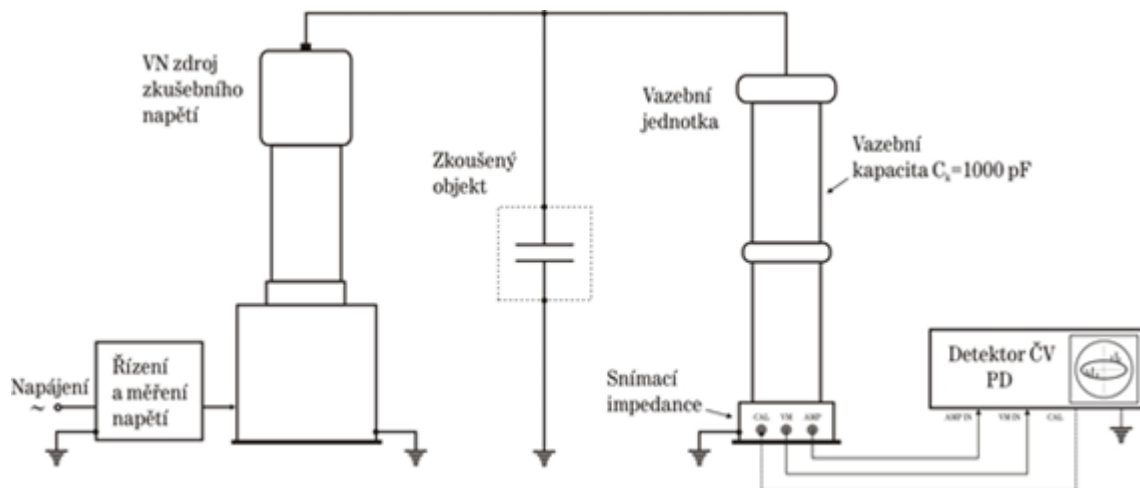 VN zdroj
zkušebního
napětí
Zkoušený
objekt
Vazební
jednotka
Vazební
kapacita Cₖ=1000 pF
Řízení
a měření
napětí
Napájení
~
Snímací
impedance
CAL VM AMP
Detektor ČV
PD
AMP IN VM IN CAL